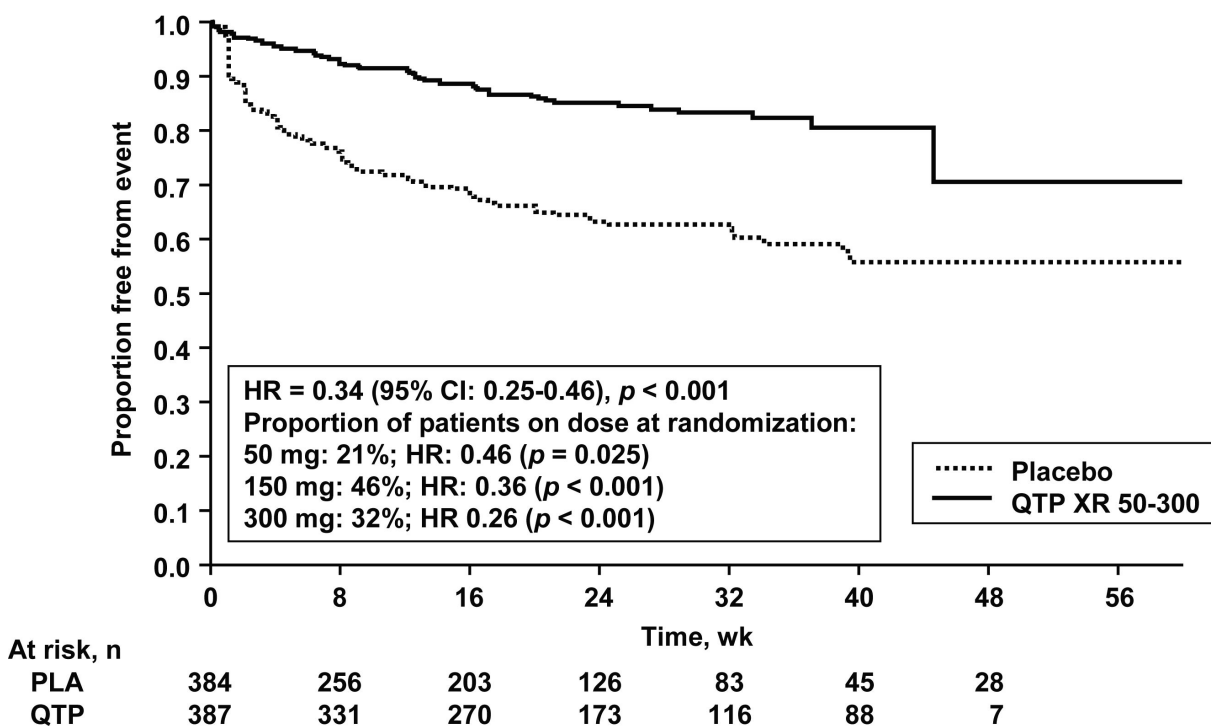 Proportion free from event
1.0
0.9
0.8
0.7
0.6
0.5
0.4
0.3
0.2
0.1
0.0
HR = 0.34 (95% CI: 0.25-0.46), p < 0.001
Proportion of patients on dose at randomization:
50 mg: 21%; HR: 0.46 (p = 0.025)
150 mg: 46%; HR: 0.36 (p < 0.001)
300 mg: 32%; HR 0.26 (p < 0.001)
Placebo
QTP XR 50-300
0 8 16 24 32 40 48 56
Time, wk
At risk, n
PLA 384 256 203 126 83 45 28
QTP 387 331 270 173 116 88 7